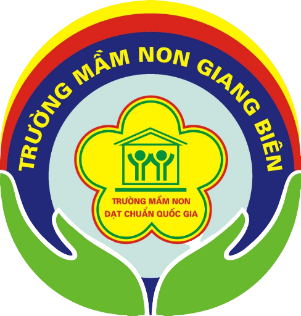 TRƯỜNG MẦM NON GIANG BIÊN
TRƯỜNG MẦM NON
ĐẠT CHUẨN QUỐC GIA